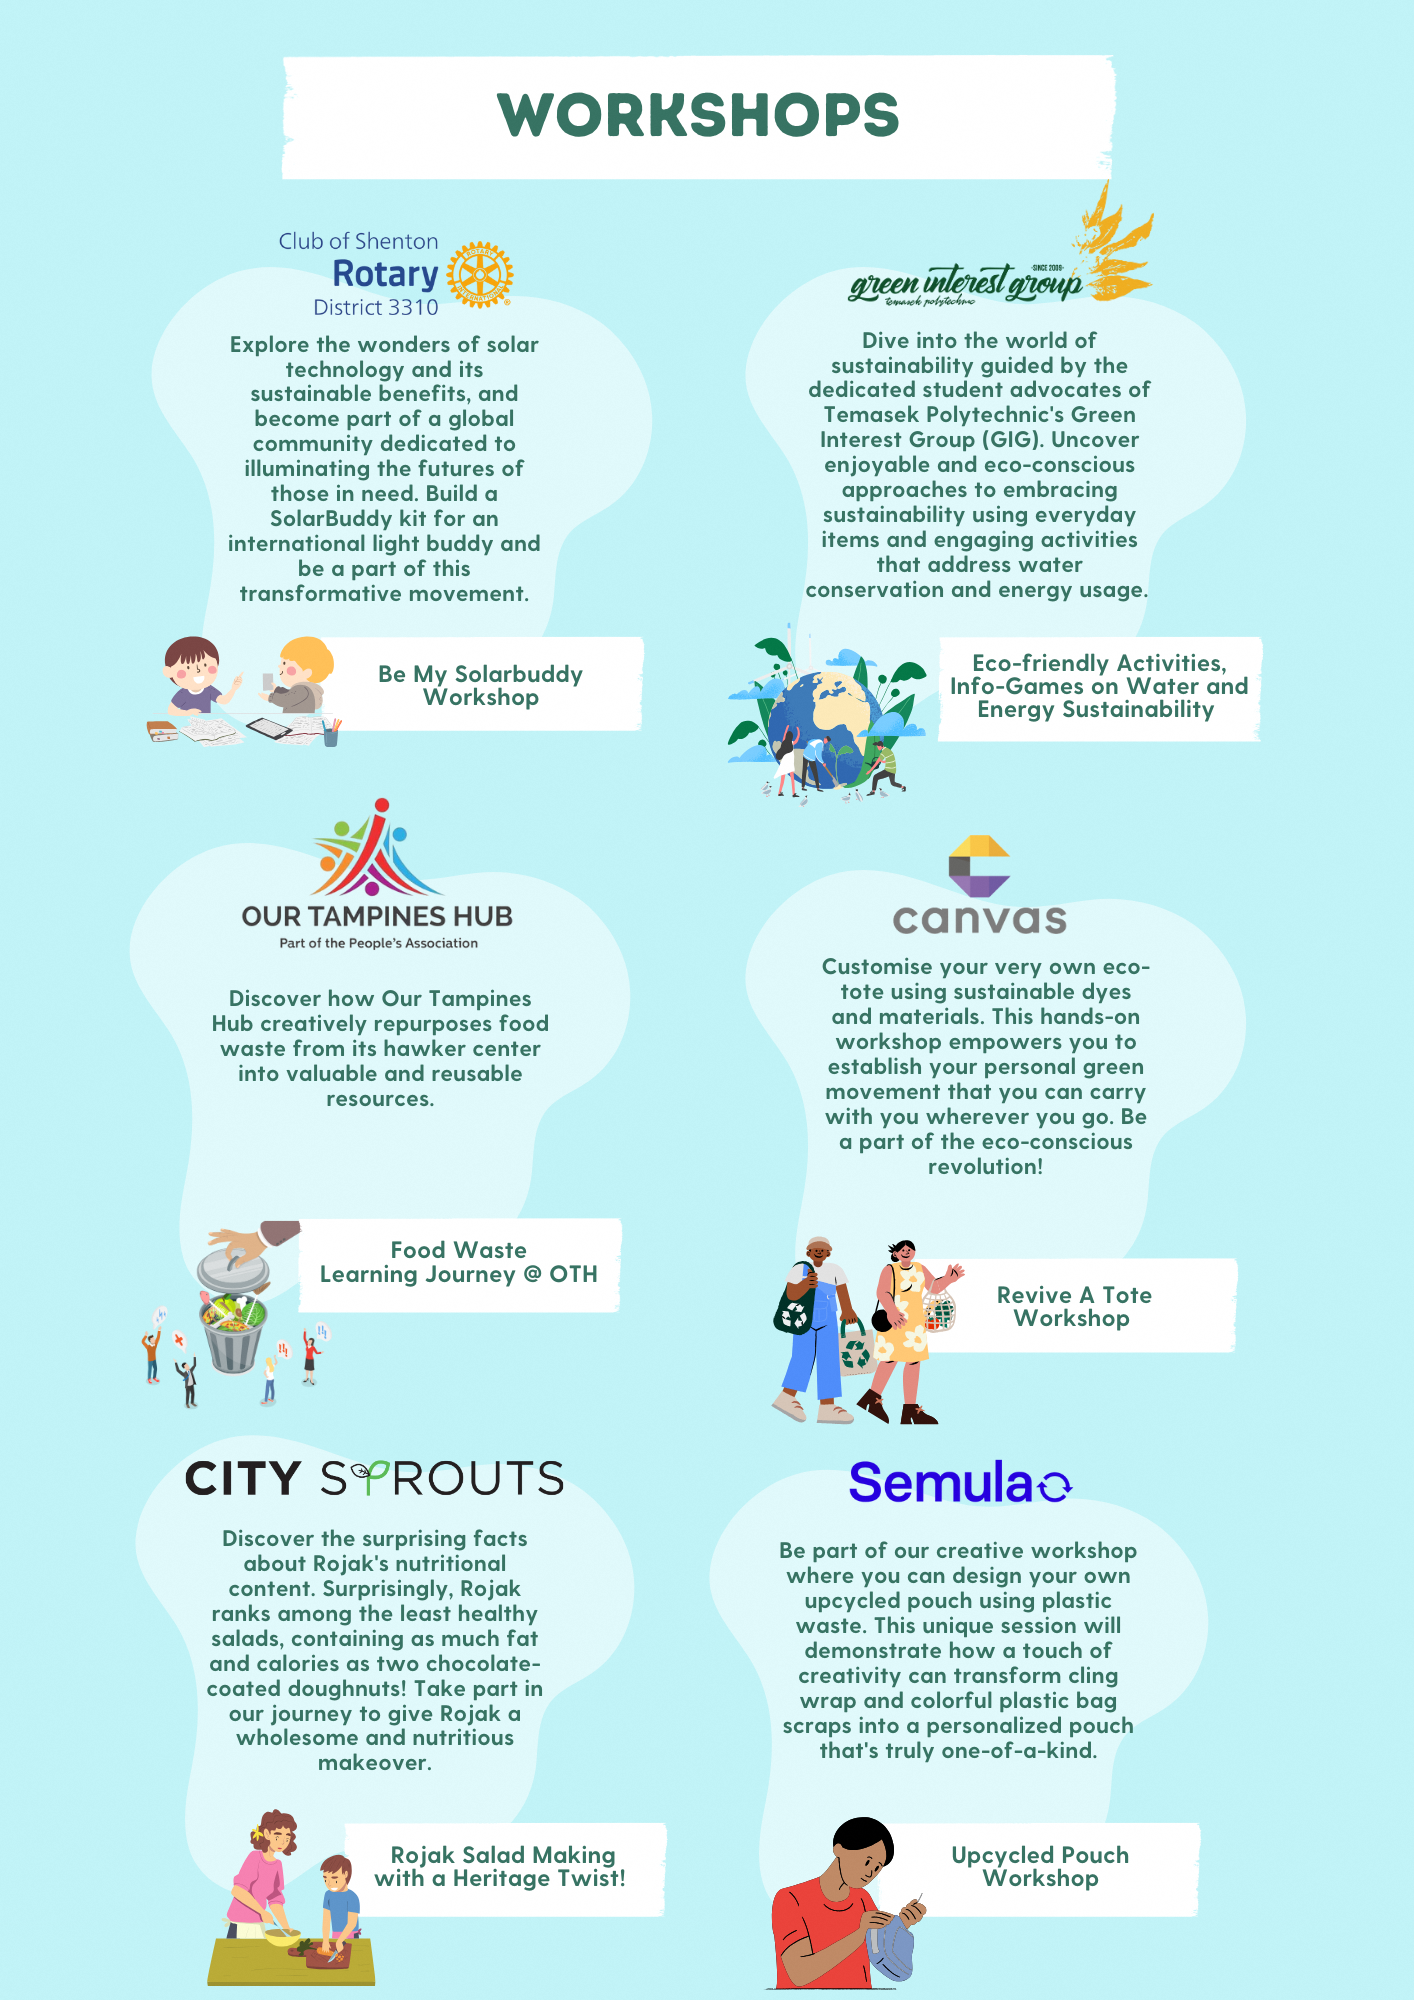 WORKSHOPS
Club of Shenton
Rotary
District 3310
ROTARY
INTERNATIONAL
Explore the wonders of solar
technology and its
sustainable benefits, and
become part of a global
community dedicated to
illuminating the futures of
those in need. Build a
SolarBuddy kit for an
international light buddy and
be a part of this
transformative movement.
Be My Solarbuddy
Workshop
·SINCE 2009·
green interest group
temasek polytechnic
Dive into the world of
sustainability guided by the
dedicated student advocates of
Temasek Polytechnic's Green
Interest Group (GIG). Uncover
enjoyable and eco-conscious
approaches to embracing
sustainability using everyday
items and engaging activities
that address water
conservation and energy usage.
Eco-friendly Activities,
Info-Games on Water and
Energy Sustainability
OUR TAMPINES HUB
Part of the People's Association
Discover how Our Tampines
Hub creatively repurposes food
waste from its hawker center
into valuable and reusable
resources.
Food Waste
Learning Journey @ OTH
canvas
Customise your very own eco-
tote using sustainable dyes
and materials. This hands-on
workshop empowers you to
establish your personal green
movement that you can carry
with you wherever you go. Be
a part of the eco-conscious
revolution!
Revive A Tote
Workshop
CITY SPROUTS
Discover the surprising facts
about Rojak's nutritional
content. Surprisingly, Rojak
ranks among the least healthy
salads, containing as much fat
and calories as two chocolate-
coated doughnuts! Take part in
our journey to give Rojak a
wholesome and nutritious
makeover.
Rojak Salad Making
with a Heritage Twist!
Semula
Be part of our creative workshop
where you can design your own
upcycled pouch using plastic
waste. This unique session will
demonstrate how a touch of
creativity can transform cling
wrap and colorful plastic bag
scraps into a personalized pouch
that's truly one-of-a-kind.
Upcycled Pouch
Workshop